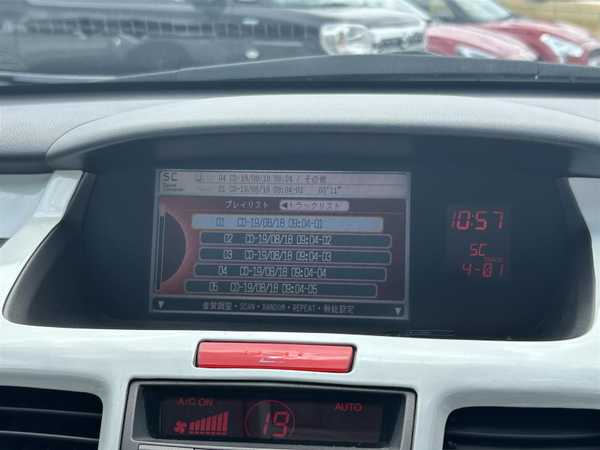 SC 04 CD-19/08/18 09:04 / その他
01 CD-19/08/18 09:04-01 00'11"
プレイリスト ◀トラックリスト
01 CD-19/08/18 09:04-01
02 CD-19/08/18 09:04-02
03 CD-19/08/18 09:04-03
04 CD-19/08/18 09:04-04
05 CD-19/08/18 09:04-05
▼ 音質調整・SCAN・RANDOM・REPEAT・機能設定 ▼
10:57
SC
TRACK
4-01
A/C ON
19
AUTO